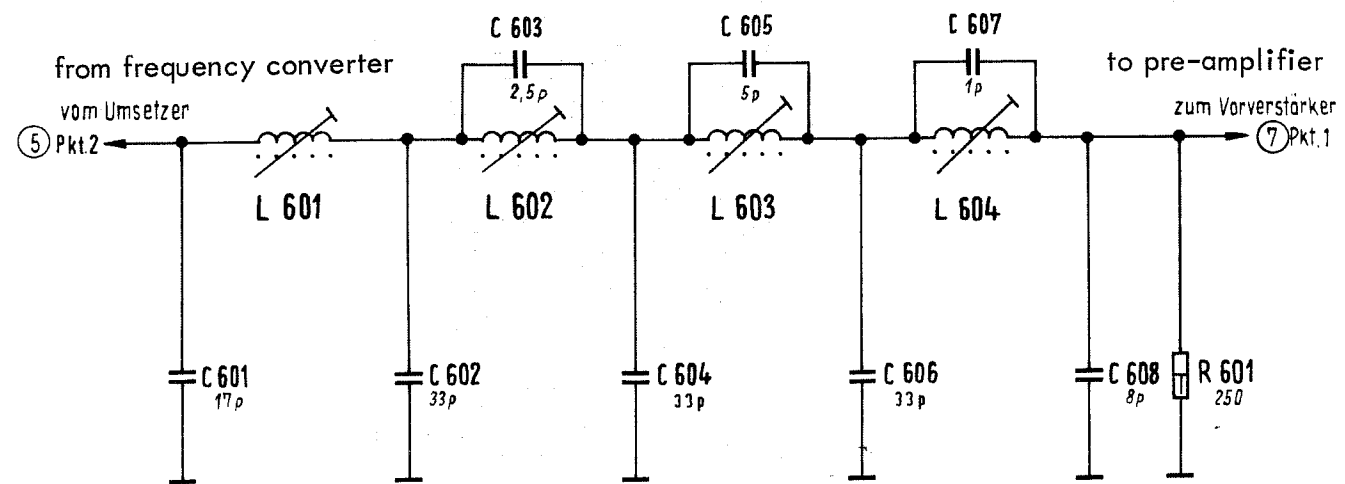 C 603
2,5p
C 605
5p
C 607
1p
from frequency converter
vom Umsetzer
5 Pkt.2
to pre-amplifier
zum Vorverstärker
7 Pkt.1
L 601
L 602
L 603
L 604
C 601
17p
C 602
33p
C 604
33p
C 606
33p
C 608
8p
R 601
250